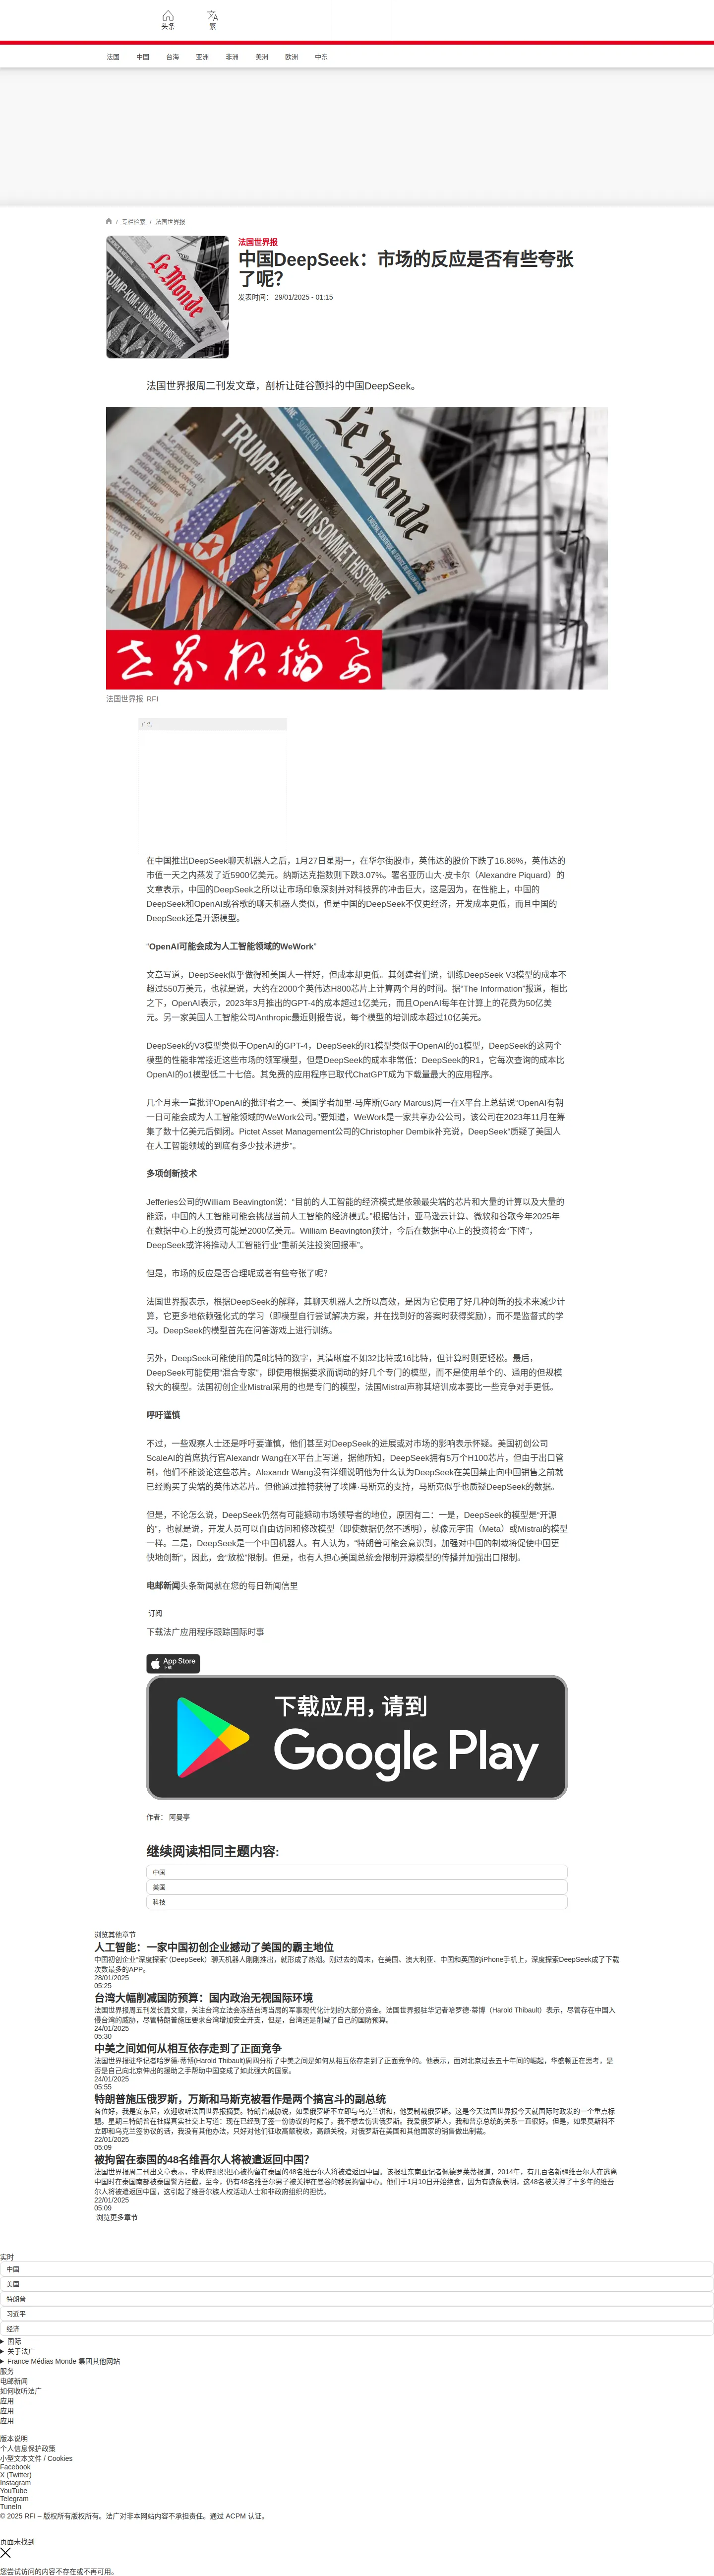 头条
繁
法国
中国
台海
亚洲
非洲
美洲
欧洲
中东
/ 专栏检索 / 法国世界报
法国世界报
中国DeepSeek：市场的反应是否有些夸张
了呢？
发表时间： 29/01/2025 - 01:15
Le Monde
TRUMP-KIM : UN SOMMET HISTORIQUE
法国世界报周二刊发文章，剖析让硅谷颤抖的中国DeepSeek。
TRUMP-KIM : UN SOMMET HISTORIQUE
世界报摘要
法国世界报 RFI
广告
在中国推出DeepSeek聊天机器人之后，1月27日星期一，在华尔街股市，英伟达的股价下跌了16.86%，英伟达的
市值一天之内蒸发了近5900亿美元。纳斯达克指数则下跌3.07%。署名亚历山大·皮卡尔（Alexandre Piquard）的
文章表示，中国的DeepSeek之所以让市场印象深刻并对科技界的冲击巨大，这是因为，在性能上，中国的
DeepSeek和OpenAI或谷歌的聊天机器人类似，但是中国的DeepSeek不仅更经济，开发成本更低，而且中国的
DeepSeek还是开源模型。
“OpenAI可能会成为人工智能领域的WeWork”
文章写道，DeepSeek似乎做得和美国人一样好，但成本却更低。其创建者们说，训练DeepSeek V3模型的成本不
超过550万美元，也就是说，大约在2000个英伟达H800芯片上计算两个月的时间。据“The Information”报道，相比
之下，OpenAI表示，2023年3月推出的GPT-4的成本超过1亿美元，而且OpenAI每年在计算上的花费为50亿美
元。另一家美国人工智能公司Anthropic最近则报告说，每个模型的培训成本超过10亿美元。
DeepSeek的V3模型类似于OpenAI的GPT-4，DeepSeek的R1模型类似于OpenAI的o1模型，DeepSeek的这两个
模型的性能非常接近这些市场的领军模型，但是DeepSeek的成本非常低：DeepSeek的R1，它每次查询的成本比
OpenAI的o1模型低二十七倍。其免费的应用程序已取代ChatGPT成为下载量最大的应用程序。
几个月来一直批评OpenAI的批评者之一、美国学者加里·马库斯(Gary Marcus)周一在X平台上总结说“OpenAI有朝
一日可能会成为人工智能领域的WeWork公司。”要知道，WeWork是一家共享办公公司，该公司在2023年11月在筹
集了数十亿美元后倒闭。Pictet Asset Management公司的Christopher Dembik补充说，DeepSeek“质疑了美国人
在人工智能领域的到底有多少技术进步”。
多项创新技术
Jefferies公司的William Beavington说：“目前的人工智能的经济模式是依赖最尖端的芯片和大量的计算以及大量的
能源，中国的人工智能可能会挑战当前人工智能的经济模式。”根据估计，亚马逊云计算、微软和谷歌今年2025年
在数据中心上的投资可能是2000亿美元。William Beavington预计，今后在数据中心上的投资将会“下降”，
DeepSeek或许将推动人工智能行业“重新关注投资回报率”。
但是，市场的反应是否合理呢或者有些夸张了呢？
法国世界报表示，根据DeepSeek的解释，其聊天机器人之所以高效，是因为它使用了好几种创新的技术来减少计
算，它更多地依赖强化式的学习（即模型自行尝试解决方案，并在找到好的答案时获得奖励），而不是监督式的学
习。DeepSeek的模型首先在问答游戏上进行训练。
另外，DeepSeek可能使用的是8比特的数字，其清晰度不如32比特或16比特，但计算时则更轻松。最后，
DeepSeek可能使用“混合专家”，即使用根据要求而调动的好几个专门的模型，而不是使用单个的、通用的但规模
较大的模型。法国初创企业Mistral采用的也是专门的模型，法国Mistral声称其培训成本要比一些竞争对手更低。
呼吁谨慎
不过，一些观察人士还是呼吁要谨慎，他们甚至对DeepSeek的进展或对市场的影响表示怀疑。美国初创公司
ScaleAI的首席执行官Alexandr Wang在X平台上写道，据他所知，DeepSeek拥有5万个H100芯片，但由于出口管
制，他们不能谈论这些芯片。Alexandr Wang没有详细说明他为什么认为DeepSeek在美国禁止向中国销售之前就
已经购买了尖端的英伟达芯片。但他通过推特获得了埃隆·马斯克的支持，马斯克似乎也质疑DeepSeek的数据。
但是，不论怎么说，DeepSeek仍然有可能撼动市场领导者的地位，原因有二：一是，DeepSeek的模型是“开源
的”，也就是说，开发人员可以自由访问和修改模型（即使数据仍然不透明），就像元宇宙（Meta）或Mistral的模型
一样。二是，DeepSeek是一个中国机器人。有人认为，“特朗普可能会意识到，加强对中国的制裁将促使中国更
快地创新”，因此，会“放松”限制。但是，也有人担心美国总统会限制开源模型的传播并加强出口限制。
电邮新闻头条新闻就在您的每日新闻信里
订阅
下载法广应用程序跟踪国际时事
App Store
下载
下载应用，请到
Google Play
作者： 阿曼亭
继续阅读相同主题内容:
中国
美国
科技
浏览其他章节
人工智能：一家中国初创企业撼动了美国的霸主地位
中国初创企业“深度探索”（DeepSeek）聊天机器人刚刚推出，就形成了热潮。刚过去的周末，在美国、澳大利亚、中国和英国的iPhone手机上，深度探索DeepSeek成了下载
次数最多的APP。
28/01/2025
05:25
台湾大幅削减国防预算：国内政治无视国际环境
法国世界报周五刊发长篇文章，关注台湾立法会冻结台湾当局的军事现代化计划的大部分资金。法国世界报驻华记者哈罗德·蒂博（Harold Thibault）表示，尽管存在中国入
侵台湾的威胁，尽管特朗普施压要求台湾增加安全开支，但是，台湾还是削减了自己的国防预算。
24/01/2025
05:30
中美之间如何从相互依存走到了正面竞争
法国世界报驻华记者哈罗德·蒂博(Harold Thibault)周四分析了中美之间是如何从相互依存走到了正面竞争的。他表示，面对北京过去五十年间的崛起，华盛顿正在思考，是
否是自己向北京伸出的援助之手帮助中国变成了如此强大的国家。
24/01/2025
05:55
特朗普施压俄罗斯，万斯和马斯克被看作是两个搞宫斗的副总统
各位好，我是安东尼，欢迎收听法国世界报摘要。特朗普威胁说，如果俄罗斯不立即与乌克兰讲和，他要制裁俄罗斯。这是今天法国世界报今天就国际时政发的一个重点标
题。星期三特朗普在社媒真实社交上写道：现在已经到了签一份协议的时候了，我不想去伤害俄罗斯。我爱俄罗斯人，我和普京总统的关系一直很好。但是，如果莫斯科不
立即和乌克兰签协议的话，我没有其他办法，只好对他们征收高额税收，高额关税，对俄罗斯在美国和其他国家的销售做出制裁。
22/01/2025
05:09
被拘留在泰国的48名维吾尔人将被遣返回中国？
法国世界报周二刊出文章表示，非政府组织担心被拘留在泰国的48名维吾尔人将被遣返回中国。该报驻东南亚记者佩德罗莱蒂报道，2014年，有几百名新疆维吾尔人在逃离
中国时在泰国南部被泰国警方拦截，至今，仍有48名维吾尔男子被关押在曼谷的移民拘留中心。他们于1月10日开始绝食，因为有迹象表明，这48名被关押了十多年的维吾
尔人将被遣返回中国，这引起了维吾尔族人权活动人士和非政府组织的担忧。
22/01/2025
05:09
浏览更多章节
实时
中国
美国
特朗普
习近平
经济
国际
关于法广
France Médias Monde 集团其他网站
服务
电邮新闻
如何收听法广
应用
应用
应用
版本说明
个人信息保护政策
小型文本文件 / Cookies
Facebook
X (Twitter)
Instagram
YouTube
Telegram
TuneIn
© 2025 RFI – 版权所有版权所有。法广对非本网站内容不承担责任。通过 ACPM 认证。
页面未找到
您尝试访问的内容不存在或不再可用。